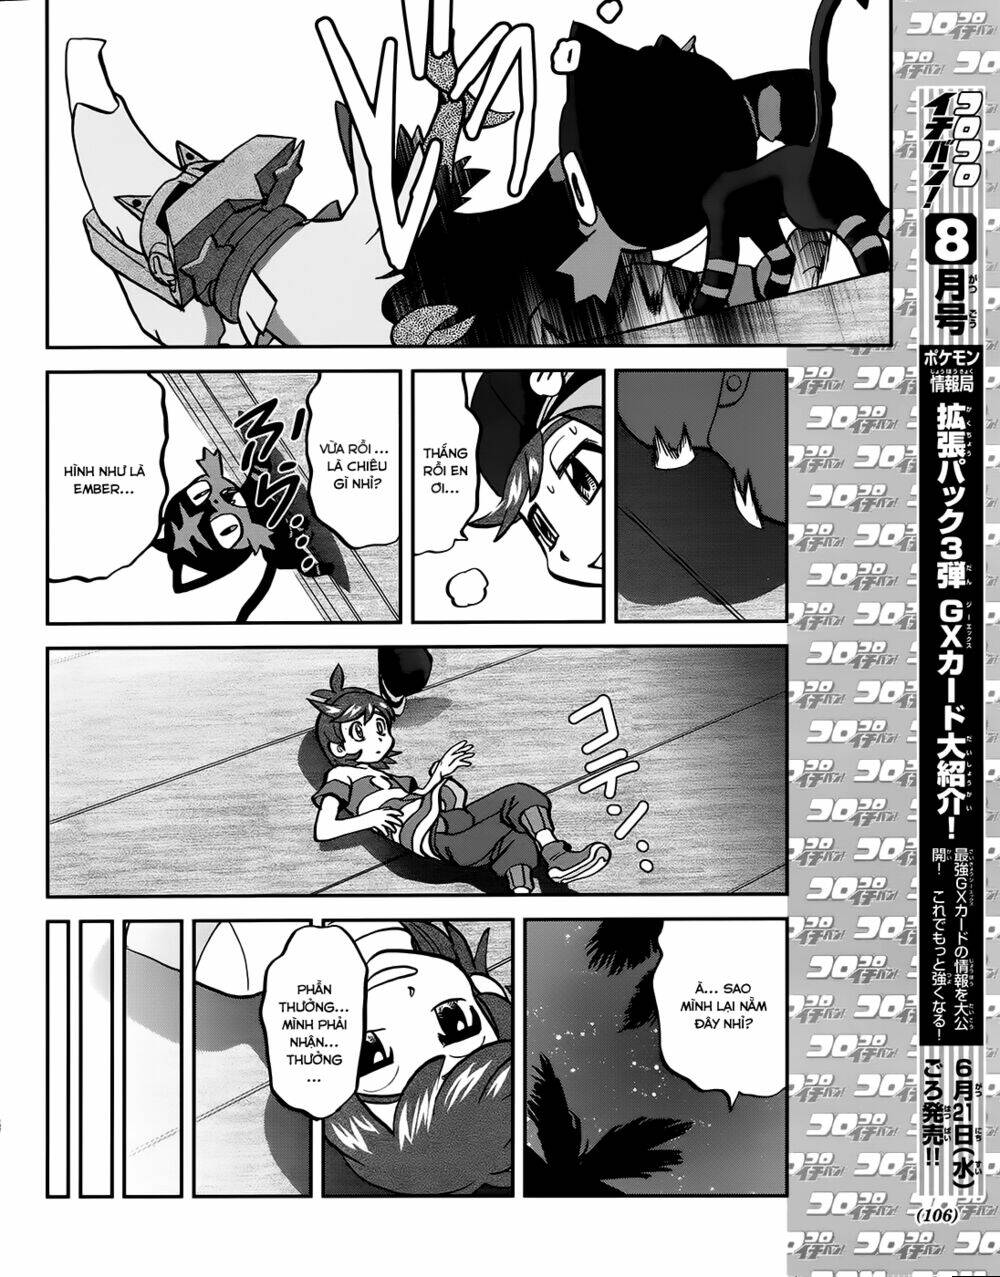 THẮNG
RỒI EN
ƠI...
VỪA RỒI ...
LÀ CHIÊU
GÌ NHỈ?
HÌNH NHƯ LÀ
EMBER...
コテン
Ả... SAO
MÌNH LẠI NẰM
ĐÂY NHỈ?
PHẦN
THƯỞNG...
MÌNH PHẢI
NHẬN...
THƯỞNG
...
コロコロ
イチバン!
8月号
ポケモン
情報局
拡張パック3弾 GXカード大紹介!
最強GXカードの情報を大公
開! これでもっと強くなる!
6月21日(水)
ごろ発売!!
(106)